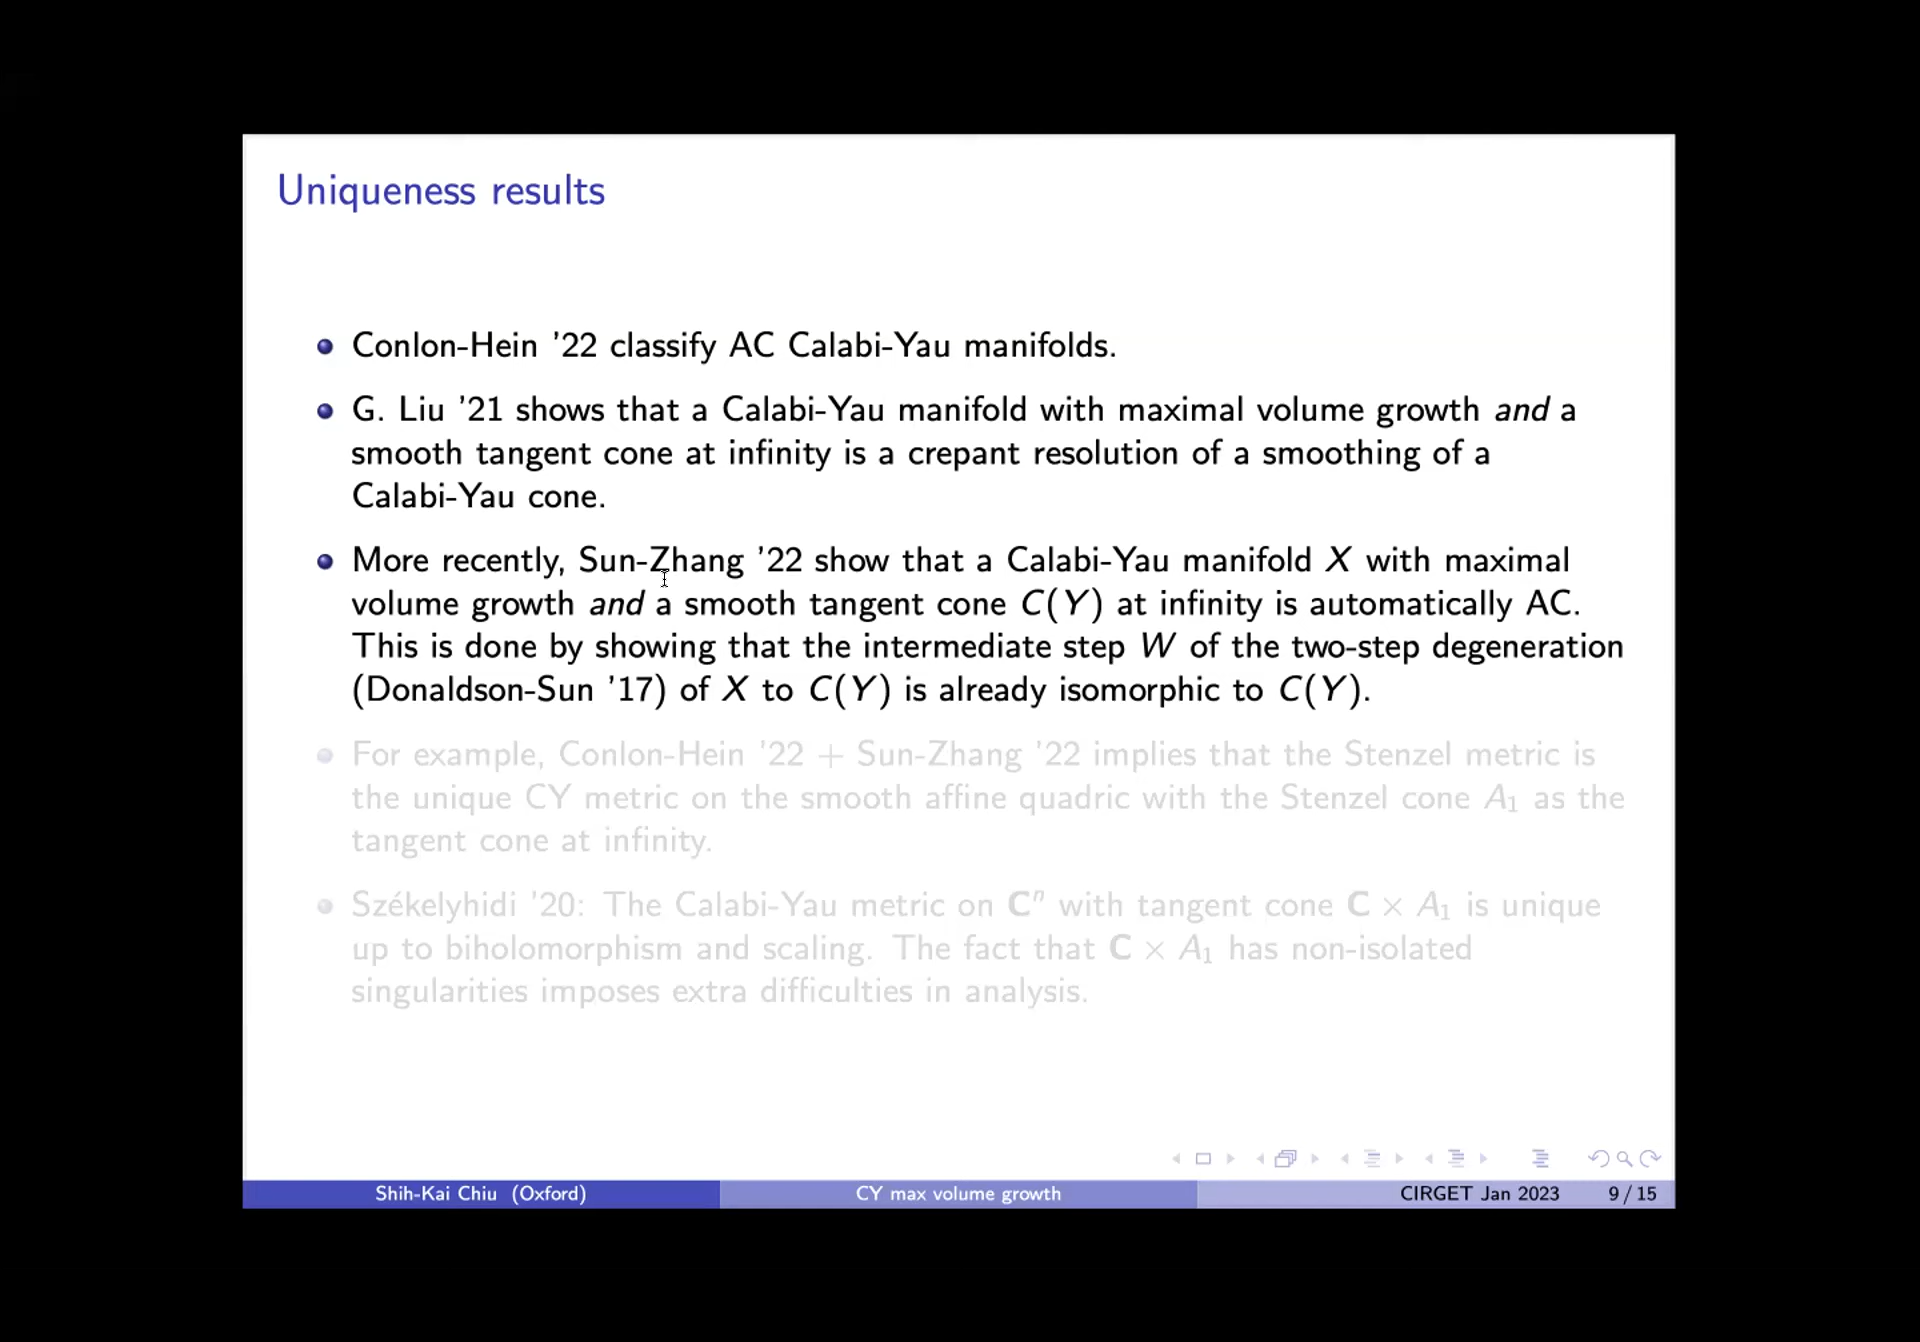 Uniqueness results
Conlon-Hein ’22 classify AC Calabi-Yau manifolds.
G. Liu ’21 shows that a Calabi-Yau manifold with maximal volume growth and a
smooth tangent cone at infinity is a crepant resolution of a smoothing of a
Calabi-Yau cone.
More recently, Sun-Zhang ’22 show that a Calabi-Yau manifold X with maximal
volume growth and a smooth tangent cone C(Y) at infinity is automatically AC.
This is done by showing that the intermediate step W of the two-step degeneration
(Donaldson-Sun ’17) of X to C(Y) is already isomorphic to C(Y).
For example, Conlon-Hein ’22 + Sun-Zhang ’22 implies that the Stenzel metric is
the unique CY metric on the smooth affine quadric with the Stenzel cone A₁ as the
tangent cone at infinity.
Székelyhidi ’20: The Calabi-Yau metric on Cⁿ with tangent cone C × A₁ is unique
up to biholomorphism and scaling. The fact that C × A₁ has non-isolated
singularities imposes extra difficulties in analysis.
Shih-Kai Chiu (Oxford) CY max volume growth CIRGET Jan 2023 9 / 15